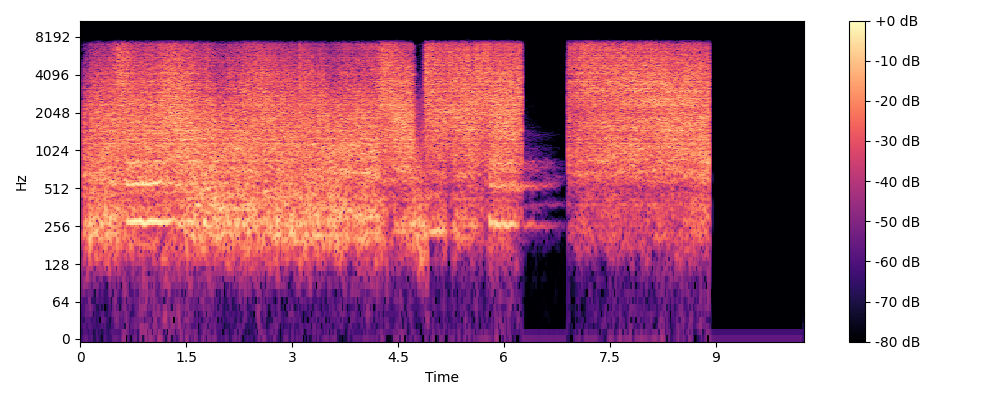 8192
4096
2048
1024
512
256
128
64
0
Hz
0 1.5 3 4.5 6 7.5 9
Time
+0 dB
-10 dB
-20 dB
-30 dB
-40 dB
-50 dB
-60 dB
-70 dB
-80 dB